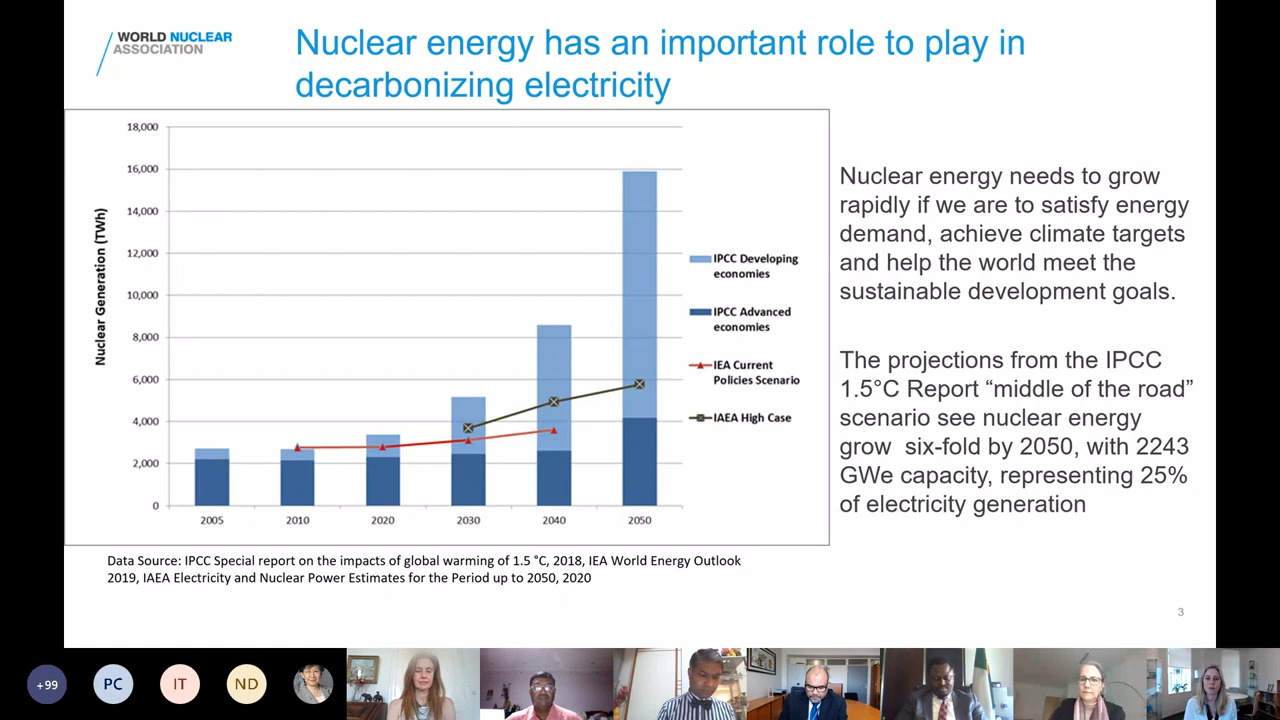 WORLD NUCLEAR
ASSOCIATION
Nuclear energy has an important role to play in
decarbonizing electricity
18,000
16,000
14,000
12,000
10,000
8,000
6,000
4,000
2,000
0
Nuclear Generation (TWh)
2005
2010
2020
2030
2040
2050
IPCC Developing
economies
IPCC Advanced
economies
IEA Current
Policies Scenario
IAEA High Case
Nuclear energy needs to grow
rapidly if we are to satisfy energy
demand, achieve climate targets
and help the world meet the
sustainable development goals.
The projections from the IPCC
1.5°C Report “middle of the road”
scenario see nuclear energy
grow  six-fold by 2050, with 2243
GWe capacity, representing 25%
of electricity generation
Data Source: IPCC Special report on the impacts of global warming of 1.5 °C, 2018, IEA World Energy Outlook
2019, IAEA Electricity and Nuclear Power Estimates for the Period up to 2050, 2020
3
+99
PC
IT
ND